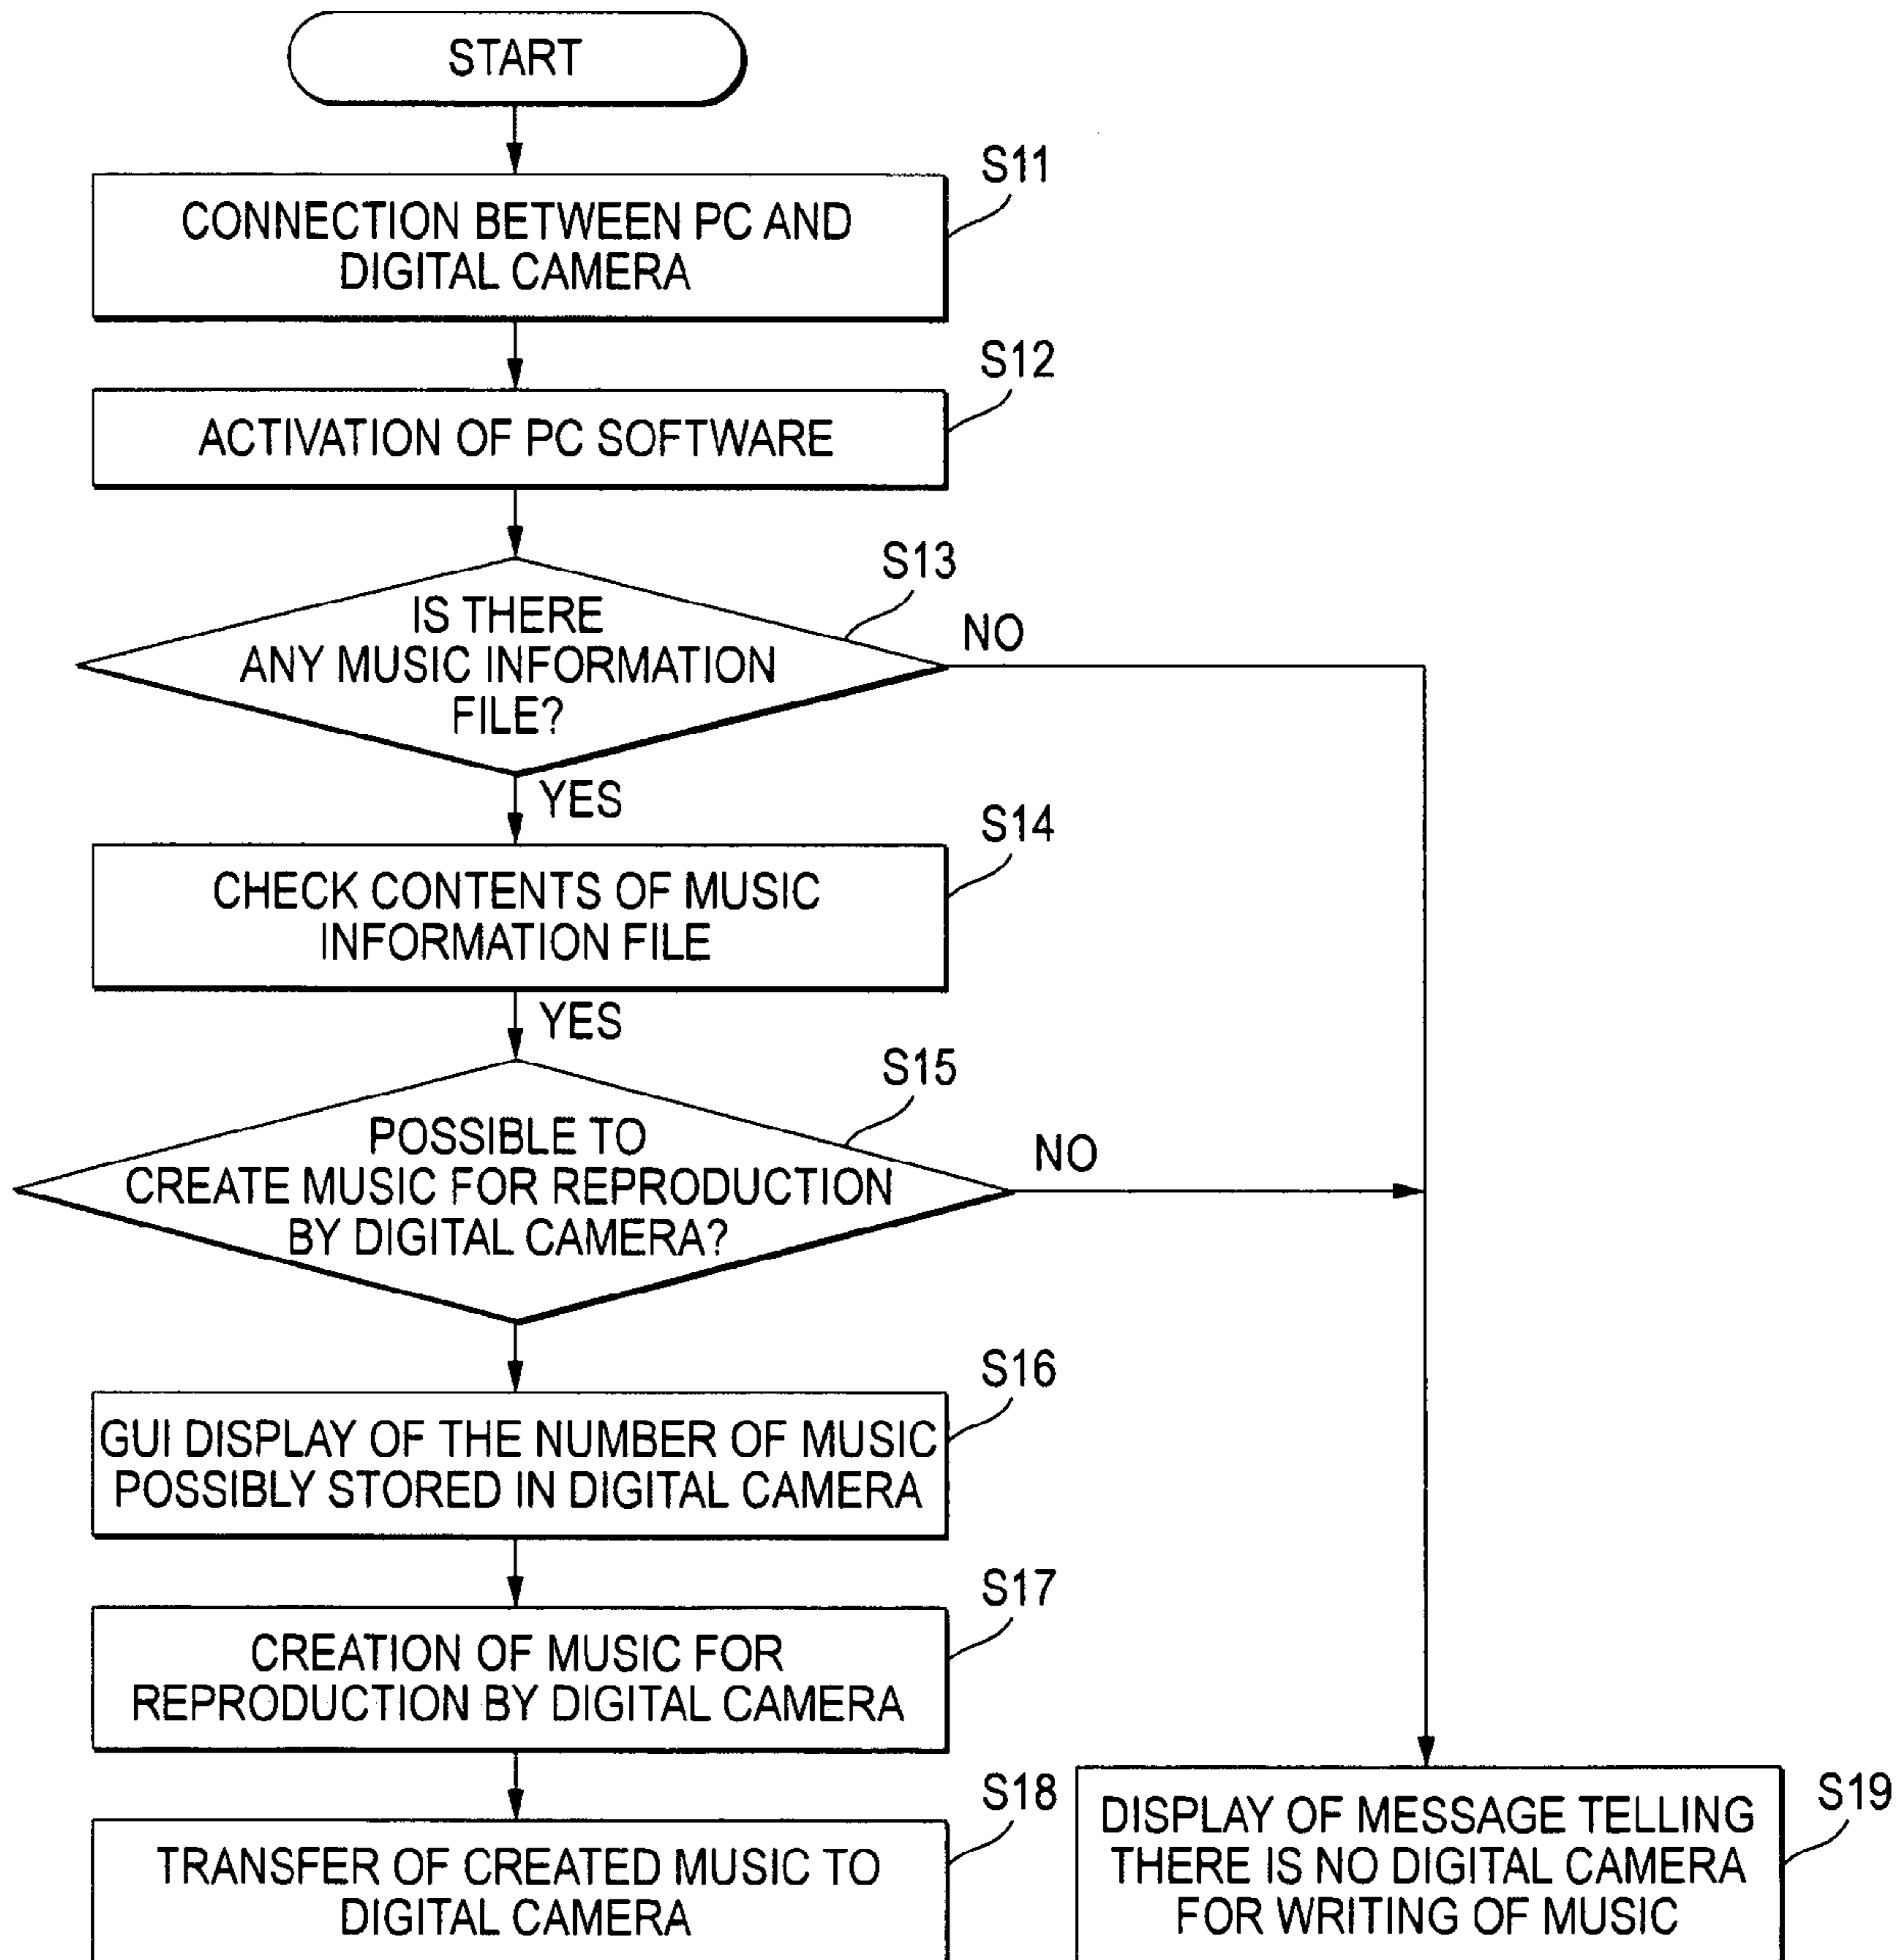 START
S11
CONNECTION BETWEEN PC AND
DIGITAL CAMERA
S12
ACTIVATION OF PC SOFTWARE
S13
IS THERE
ANY MUSIC INFORMATION
FILE?
NO
YES
S14
CHECK CONTENTS OF MUSIC
INFORMATION FILE
YES
S15
POSSIBLE TO
CREATE MUSIC FOR REPRODUCTION
BY DIGITAL CAMERA?
NO
S16
GUI DISPLAY OF THE NUMBER OF MUSIC
POSSIBLY STORED IN DIGITAL CAMERA
S17
CREATION OF MUSIC FOR
REPRODUCTION BY DIGITAL CAMERA
S18
TRANSFER OF CREATED MUSIC TO
DIGITAL CAMERA
S19
DISPLAY OF MESSAGE TELLING
THERE IS NO DIGITAL CAMERA
FOR WRITING OF MUSIC